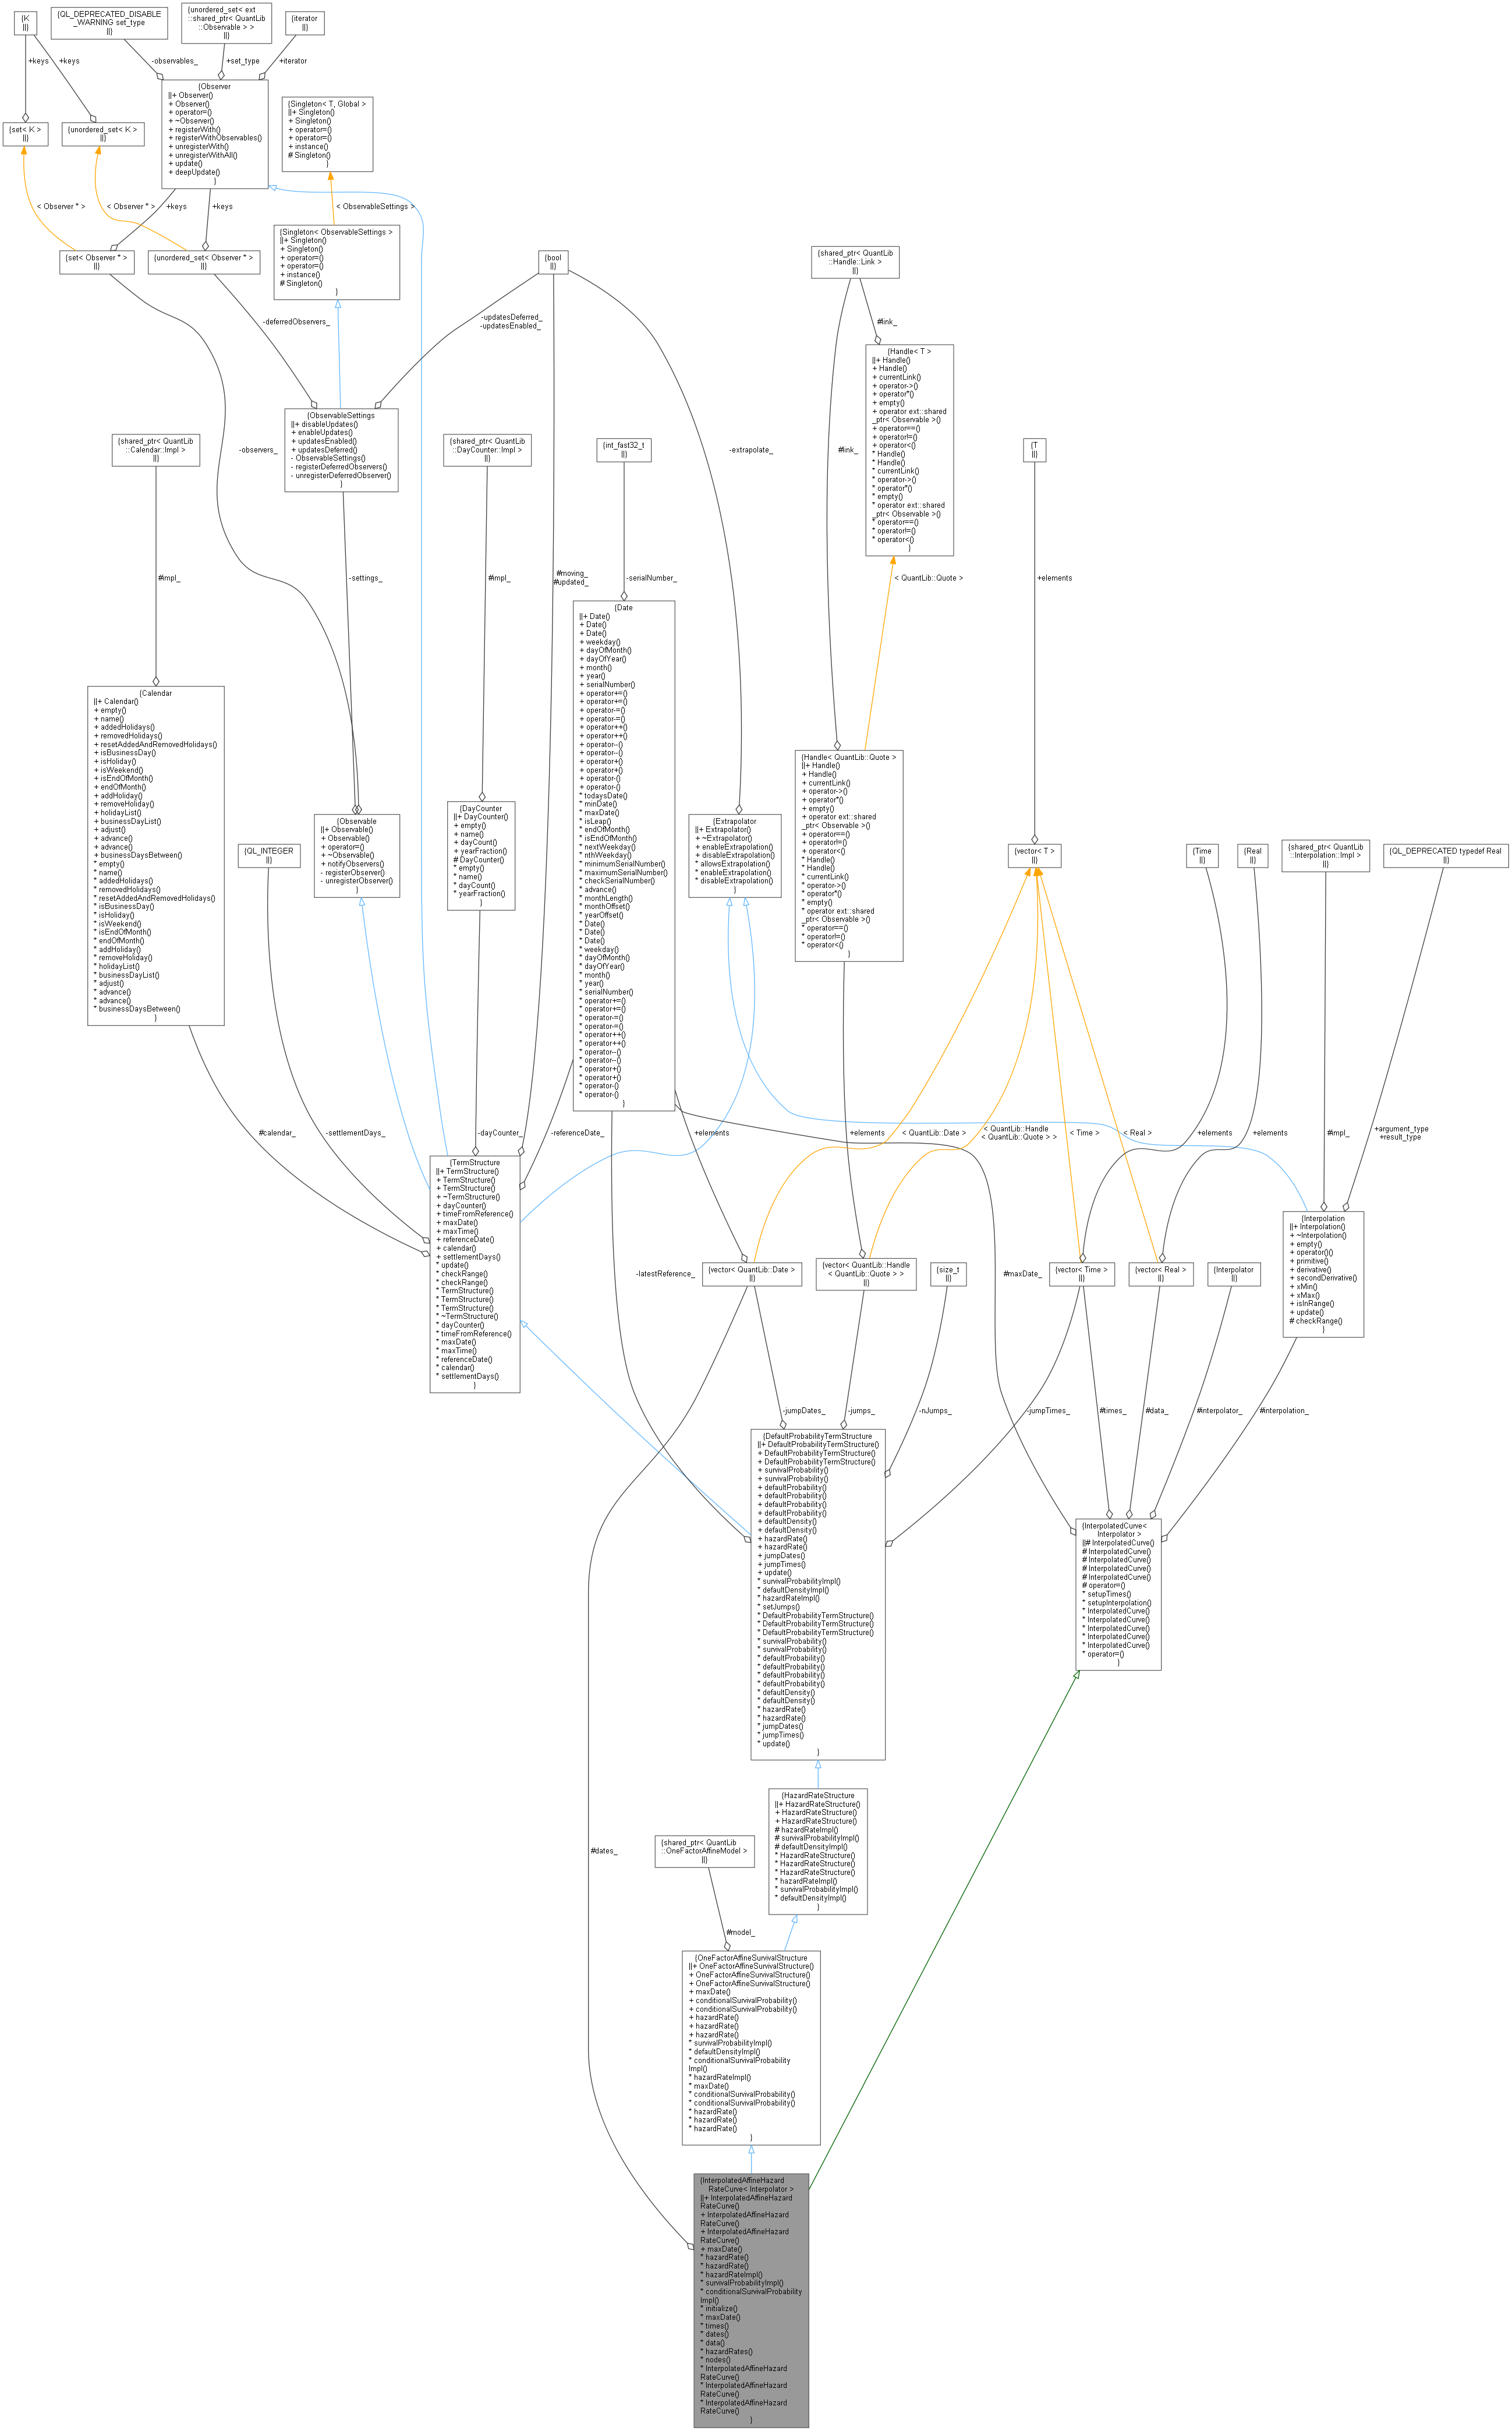 {K
||}
{QL_DEPRECATED_DISABLE
_WARNING set_type
||}
{unordered_set< ext
::shared_ptr< QuantLib
::Observable > >
||}
{iterator
||}
+keys
+keys
-observables_
+set_type
+iterator
{set< K >
||}
{unordered_set< K >
||}
{Observer
||+ Observer()
+ Observer()
+ operator=()
+ ~Observer()
+ registerWith()
+ registerWithObservables()
+ unregisterWith()
+ unregisterWithAll()
+ update()
+ deepUpdate()
}
{Singleton< T, Global >
||+ Singleton()
+ Singleton()
+ operator=()
+ operator=()
+ instance()
# Singleton()
}
< Observer * >
< Observer * >
+keys
+keys
< ObservableSettings >
{set< Observer * >
||}
{unordered_set< Observer * >
||}
{Singleton< ObservableSettings >
||+ Singleton()
+ Singleton()
+ operator=()
+ operator=()
+ instance()
# Singleton()
}
{bool
||}
{shared_ptr< QuantLib
::Handle::Link >
||}
-deferredObservers_
-updatesDeferred_
-updatesEnabled_
#link_
{Handle< T >
||+ Handle()
+ Handle()
+ currentLink()
+ operator->()
+ operator*()
+ empty()
+ operator ext::shared
_ptr< Observable >()
+ operator==()
+ operator!=()
+ operator<()
* Handle()
* Handle()
* currentLink()
* operator->()
* operator*()
* empty()
* operator ext::shared
_ptr< Observable >()
* operator==()
* operator!=()
* operator<()
}
{ObservableSettings
||+ disableUpdates()
+ enableUpdates()
+ updatesEnabled()
+ updatesDeferred()
- ObservableSettings()
- registerDeferredObservers()
- unregisterDeferredObserver()
}
-observers_
-extrapolate_
#link_
{shared_ptr< QuantLib
::Calendar::Impl >
||}
{shared_ptr< QuantLib
::DayCounter::Impl >
||}
{int_fast32_t
||}
{T
||}
#impl_
-settings_
#impl_
#moving_
#updated_
-serialNumber_
< QuantLib::Quote >
+elements
{Calendar
||+ Calendar()
+ empty()
+ name()
+ addedHolidays()
+ removedHolidays()
+ resetAddedAndRemovedHolidays()
+ isBusinessDay()
+ isHoliday()
+ isWeekend()
+ isEndOfMonth()
+ endOfMonth()
+ addHoliday()
+ removeHoliday()
+ holidayList()
+ businessDayList()
+ adjust()
+ advance()
+ advance()
+ businessDaysBetween()
* empty()
* name()
* addedHolidays()
* removedHolidays()
* resetAddedAndRemovedHolidays()
* isBusinessDay()
* isHoliday()
* isWeekend()
* isEndOfMonth()
* endOfMonth()
* addHoliday()
* removeHoliday()
* holidayList()
* businessDayList()
* adjust()
* advance()
* advance()
* businessDaysBetween()
}
{QL_INTEGER
||}
{Observable
||+ Observable()
+ Observable()
+ operator=()
+ ~Observable()
+ notifyObservers()
- registerObserver()
- unregisterObserver()
}
{DayCounter
||+ DayCounter()
+ empty()
+ name()
+ dayCount()
+ yearFraction()
# DayCounter()
* empty()
* name()
* dayCount()
* yearFraction()
}
{Date
||+ Date()
+ Date()
+ Date()
+ weekday()
+ dayOfMonth()
+ dayOfYear()
+ month()
+ year()
+ serialNumber()
+ operator+=()
+ operator+=()
+ operator-=()
+ operator-=()
+ operator++()
+ operator++()
+ operator--()
+ operator--()
+ operator+()
+ operator+()
+ operator-()
+ operator-()
* todaysDate()
* minDate()
* maxDate()
* isLeap()
* endOfMonth()
* isEndOfMonth()
* nextWeekday()
* nthWeekday()
* minimumSerialNumber()
* maximumSerialNumber()
* checkSerialNumber()
* advance()
* monthLength()
* monthOffset()
* yearOffset()
* Date()
* Date()
* Date()
* weekday()
* dayOfMonth()
* dayOfYear()
* month()
* year()
* serialNumber()
* operator+=()
* operator+=()
* operator-=()
* operator-=()
* operator++()
* operator++()
* operator--()
* operator--()
* operator+()
* operator+()
* operator-()
* operator-()
}
{Extrapolator
||+ Extrapolator()
+ ~Extrapolator()
+ enableExtrapolation()
+ disableExtrapolation()
* allowsExtrapolation()
* enableExtrapolation()
* disableExtrapolation()
}
{Handle< QuantLib::Quote >
||+ Handle()
+ Handle()
+ currentLink()
+ operator->()
+ operator*()
+ empty()
+ operator ext::shared
_ptr< Observable >()
+ operator==()
+ operator!=()
+ operator<()
* Handle()
* Handle()
* currentLink()
* operator->()
* operator*()
* empty()
* operator ext::shared
_ptr< Observable >()
* operator==()
* operator!=()
* operator<()
}
{vector< T >
||}
{Time
||}
{Real
||}
{shared_ptr< QuantLib
::Interpolation::Impl >
||}
{QL_DEPRECATED typedef Real
||}
#calendar_
-settlementDays_
-dayCounter_
-referenceDate_
+elements
+elements
< QuantLib::Date >
< QuantLib::Handle
< QuantLib::Quote > >
< Time >
< Real >
+elements
+elements
#impl_
+argument_type
+result_type
{TermStructure
||+ TermStructure()
+ TermStructure()
+ TermStructure()
+ ~TermStructure()
+ dayCounter()
+ timeFromReference()
+ maxDate()
+ maxTime()
+ referenceDate()
+ calendar()
+ settlementDays()
* update()
* checkRange()
* checkRange()
* TermStructure()
* TermStructure()
* TermStructure()
* ~TermStructure()
* dayCounter()
* timeFromReference()
* maxDate()
* maxTime()
* referenceDate()
* calendar()
* settlementDays()
}
-latestReference_
{vector< QuantLib::Date >
||}
{vector< QuantLib::Handle
< QuantLib::Quote > >
||}
{size_t
||}
#maxDate_
{vector< Time >
||}
{vector< Real >
||}
{Interpolator
||}
{Interpolation
||+ Interpolation()
+ ~Interpolation()
+ empty()
+ operator()()
+ primitive()
+ derivative()
+ secondDerivative()
+ xMin()
+ xMax()
+ isInRange()
+ update()
# checkRange()
}
-jumpDates_
-jumps_
-nJumps_
-jumpTimes_
#times_
#data_
#interpolator_
#interpolation_
{DefaultProbabilityTermStructure
||+ DefaultProbabilityTermStructure()
+ DefaultProbabilityTermStructure()
+ DefaultProbabilityTermStructure()
+ survivalProbability()
+ survivalProbability()
+ defaultProbability()
+ defaultProbability()
+ defaultProbability()
+ defaultProbability()
+ defaultDensity()
+ defaultDensity()
+ hazardRate()
+ hazardRate()
+ jumpDates()
+ jumpTimes()
+ update()
* survivalProbabilityImpl()
* defaultDensityImpl()
* hazardRateImpl()
* setJumps()
* DefaultProbabilityTermStructure()
* DefaultProbabilityTermStructure()
* DefaultProbabilityTermStructure()
* survivalProbability()
* survivalProbability()
* defaultProbability()
* defaultProbability()
* defaultProbability()
* defaultProbability()
* defaultDensity()
* defaultDensity()
* hazardRate()
* hazardRate()
* jumpDates()
* jumpTimes()
* update()
}
{InterpolatedCurve<
Interpolator >
||# InterpolatedCurve()
# InterpolatedCurve()
# InterpolatedCurve()
# InterpolatedCurve()
# InterpolatedCurve()
# operator=()
* setupTimes()
* setupInterpolation()
* InterpolatedCurve()
* InterpolatedCurve()
* InterpolatedCurve()
* InterpolatedCurve()
* InterpolatedCurve()
* operator=()
}
#dates_
{HazardRateStructure
||+ HazardRateStructure()
+ HazardRateStructure()
+ HazardRateStructure()
# hazardRateImpl()
# survivalProbabilityImpl()
# defaultDensityImpl()
* HazardRateStructure()
* HazardRateStructure()
* HazardRateStructure()
* hazardRateImpl()
* survivalProbabilityImpl()
* defaultDensityImpl()
}
{shared_ptr< QuantLib
::OneFactorAffineModel >
||}
#model_
{OneFactorAffineSurvivalStructure
||+ OneFactorAffineSurvivalStructure()
+ OneFactorAffineSurvivalStructure()
+ OneFactorAffineSurvivalStructure()
+ maxDate()
+ conditionalSurvivalProbability()
+ conditionalSurvivalProbability()
+ hazardRate()
+ hazardRate()
+ hazardRate()
* survivalProbabilityImpl()
* defaultDensityImpl()
* conditionalSurvivalProbability
Impl()
* hazardRateImpl()
* maxDate()
* conditionalSurvivalProbability()
* conditionalSurvivalProbability()
* hazardRate()
* hazardRate()
* hazardRate()
}
{InterpolatedAffineHazard
RateCurve< Interpolator >
||+ InterpolatedAffineHazard
RateCurve()
+ InterpolatedAffineHazard
RateCurve()
+ InterpolatedAffineHazard
RateCurve()
+ maxDate()
* hazardRate()
* hazardRate()
* hazardRateImpl()
* survivalProbabilityImpl()
* conditionalSurvivalProbability
Impl()
* initialize()
* maxDate()
* times()
* dates()
* data()
* hazardRates()
* nodes()
* InterpolatedAffineHazard
RateCurve()
* InterpolatedAffineHazard
RateCurve()
* InterpolatedAffineHazard
RateCurve()
}